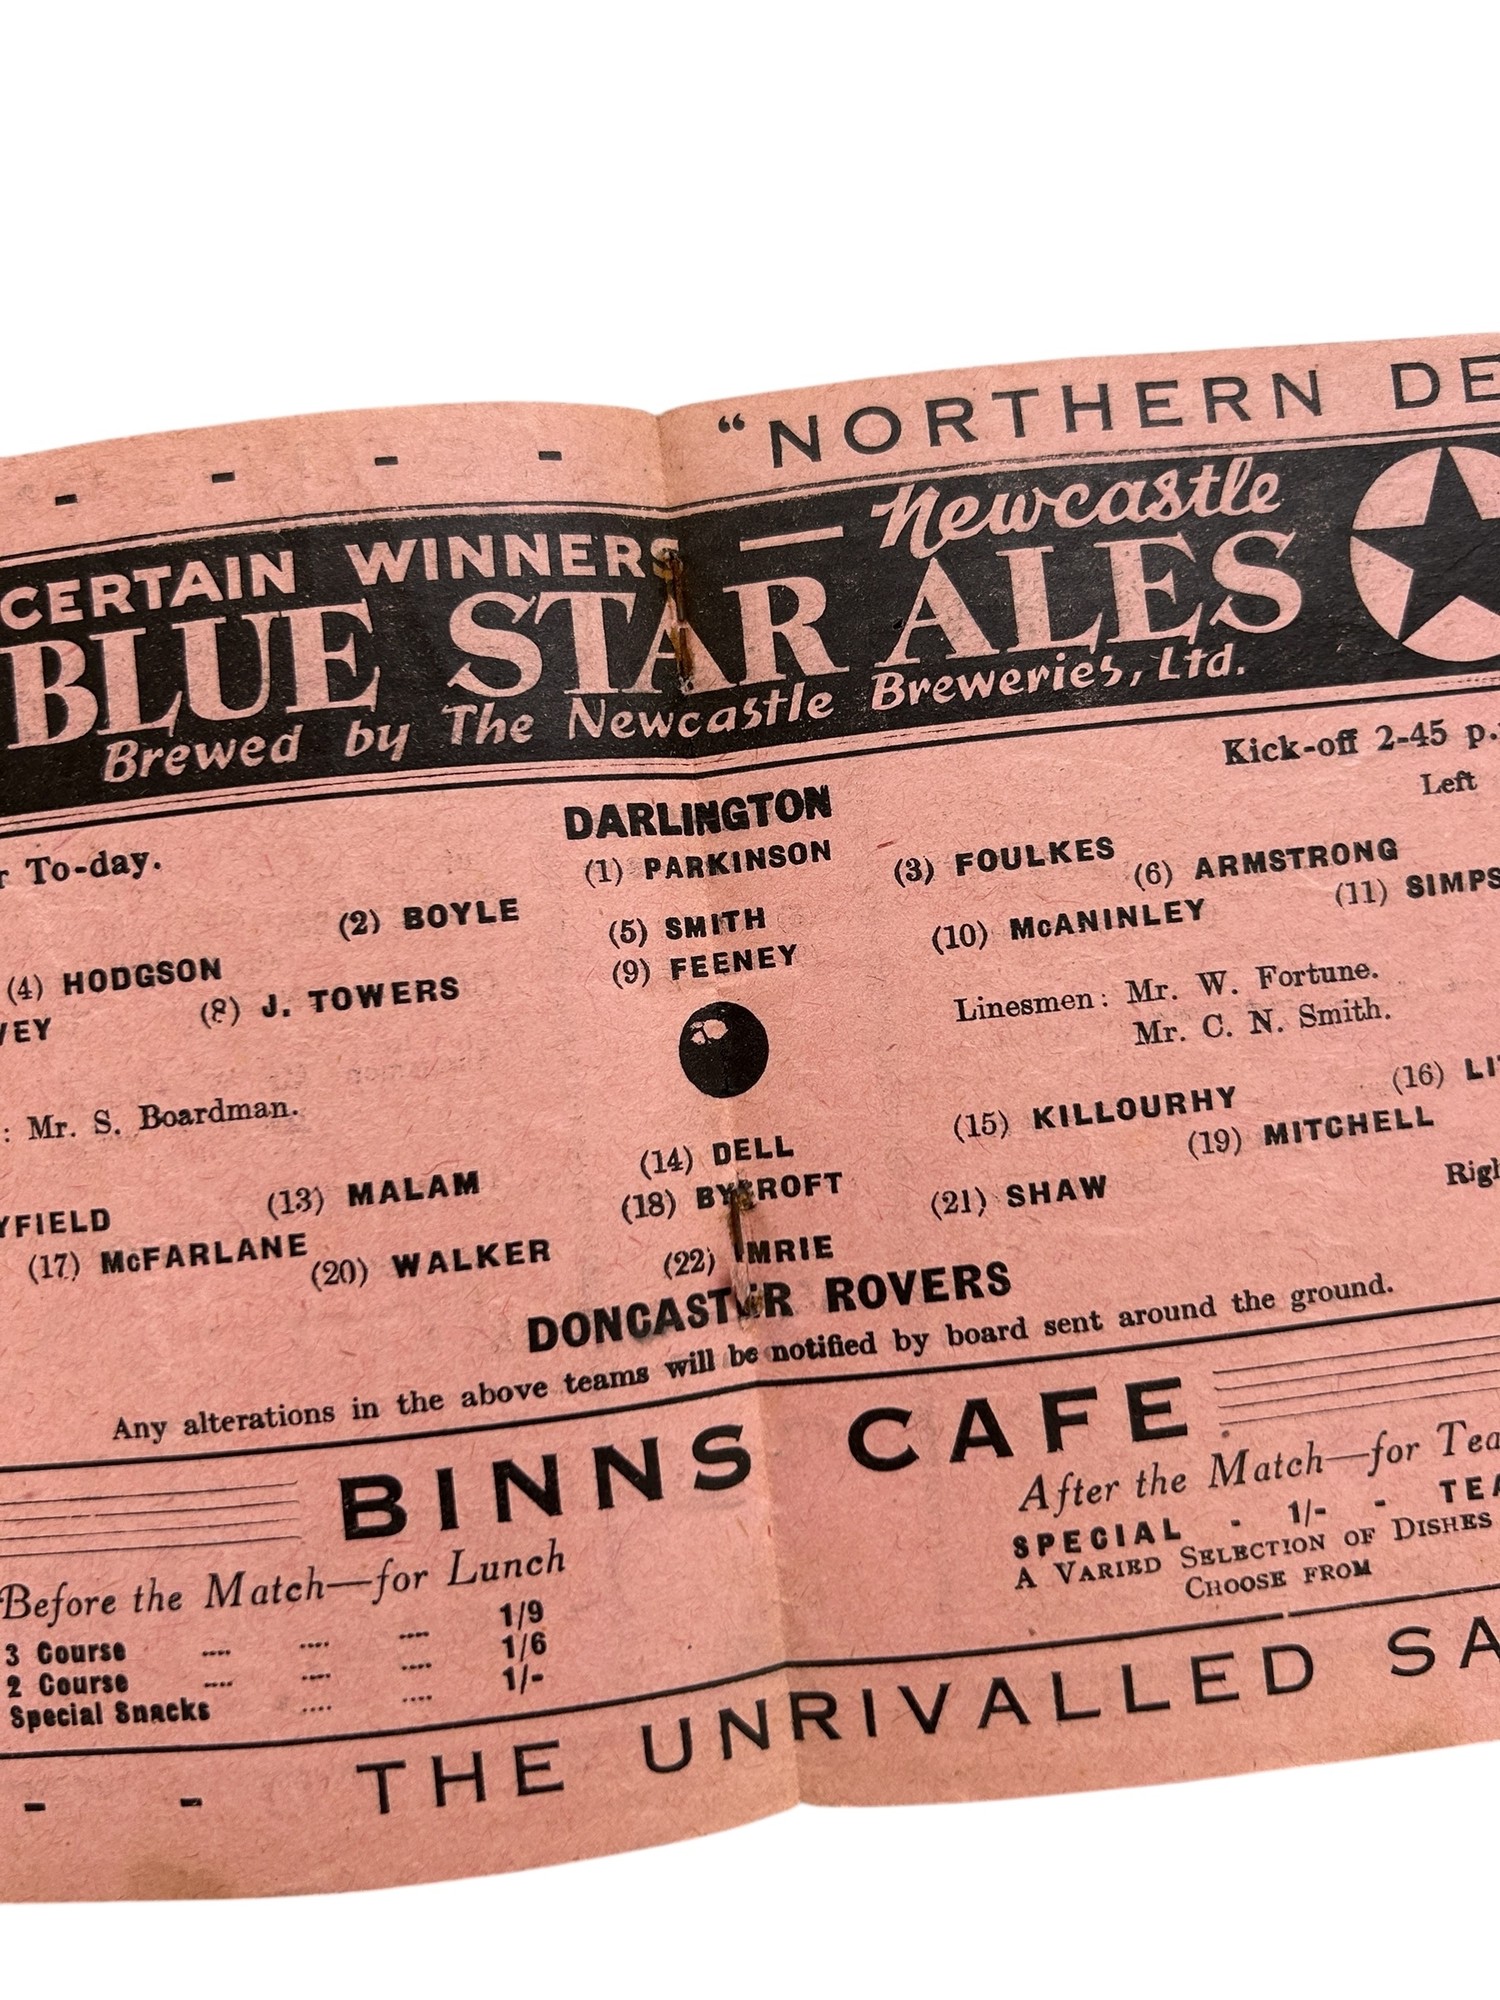 - - - - "NORTHERN DE
CERTAIN WINNERS — Newcastle
BLUE STAR ALES
Brewed by The Newcastle Breweries, Ltd.
Kick-off 2-45 p.
Left
DARLINGTON
To-day.
(1) PARKINSON
(2) BOYLE (3) FOULKES
(4) HODGSON (5) SMITH (6) ARMSTRONG
VEY (8) J. TOWERS (9) FEENEY (10) McANINLEY (11) SIMPS
Linesmen: Mr. W. Fortune.
Mr. C. N. Smith.
: Mr. S. Boardman.
YFIELD (13) MALAM (14) DELL (15) KILLOURHY (16) LI
(17) McFARLANE (18) BYCROFT (19) MITCHELL
(20) WALKER (21) SHAW
Righ
(22) IMRIE
DONCASTER ROVERS
Any alterations in the above teams will be notified by board sent around the ground.
BINNS CAFE
Before the Match—for Lunch
3 Course .... .... .... 1/9
2 Course .... .... .... 1/6
Special Snacks .... .... 1/-
After the Match—for Tea
SPECIAL - 1/- - TEA
A VARIED SELECTION OF DISHES
CHOOSE FROM
- - THE UNRIVALLED SA